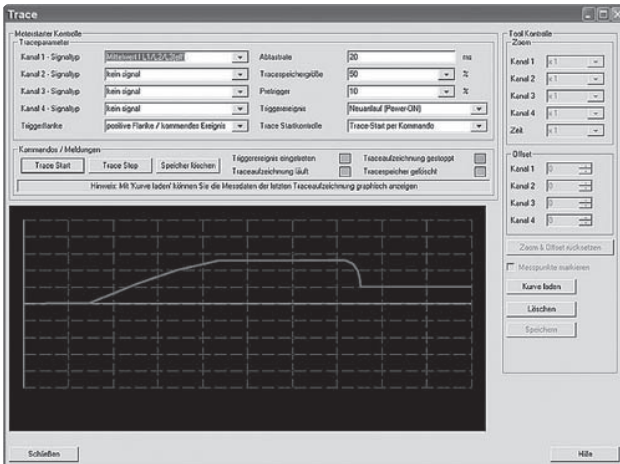 Trace
Motorstarter Kontrolle
Traceparameter
Kanal 1 - Signaltyp
Kanal 2 - Signaltyp kein signal
Kanal 3 - Signaltyp kein signal
Kanal 4 - Signaltyp kein signal
Triggerflanke positive Flanke / kommendes Ereignis
Abtastrate 20 ms
Tracespeichergröße 50 %
Pretrigger 10 %
Triggerereignis Neuanlauf (Power-ON)
Trace Startkontrolle Trace-Start per Kommando
Kommandos / Meldungen
Trace Start
Trace Stop
Speicher löschen
Triggerereignis eingetreten
Traceaufzeichnung läuft
Traceaufzeichnung gestoppt
Tracespeicher gelöscht
Hinweis: Mit 'Kurve laden' können Sie die Messdaten der letzten Traceaufzeichnung graphisch anzeigen
Tool Kontrolle
Zoom
Kanal 1 x 1
Kanal 2 x 1
Kanal 3 x 1
Kanal 4 x 1
Zeit x 1
Offset
Kanal 1 0
Kanal 2 0
Kanal 3 0
Kanal 4 0
Zoom & Offset rücksetzen
Messpunkte markieren
Kurve laden
Löschen
Speichern
Schließen
Hilfe